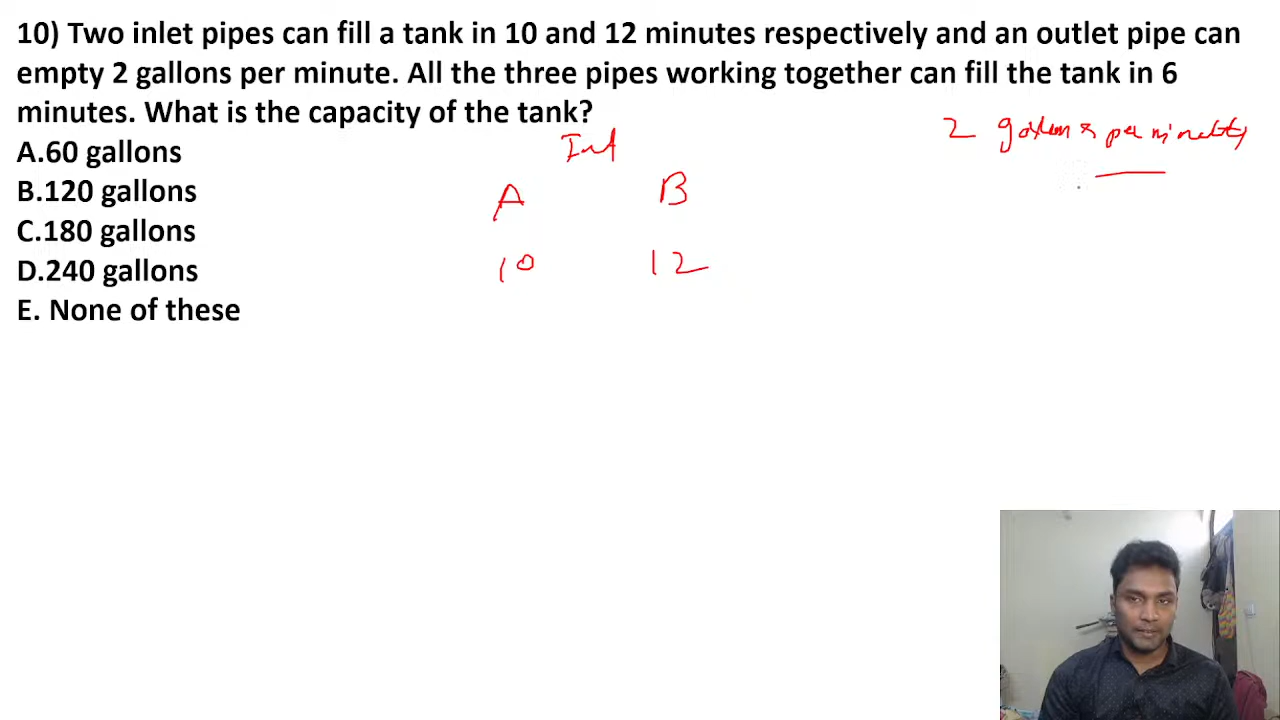 10) Two inlet pipes can fill a tank in 10 and 12 minutes respectively and an outlet pipe can
empty 2 gallons per minute. All the three pipes working together can fill the tank in 6
minutes. What is the capacity of the tank?
A.60 gallons
B.120 gallons
C.180 gallons
D.240 gallons
E. None of these
2 gallons per
A B
10 12